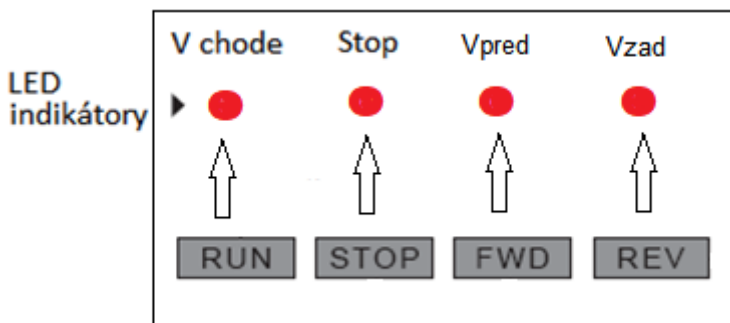 V chode Stop Vpred Vzad
LED
indikátory
RUN STOP FWD REV